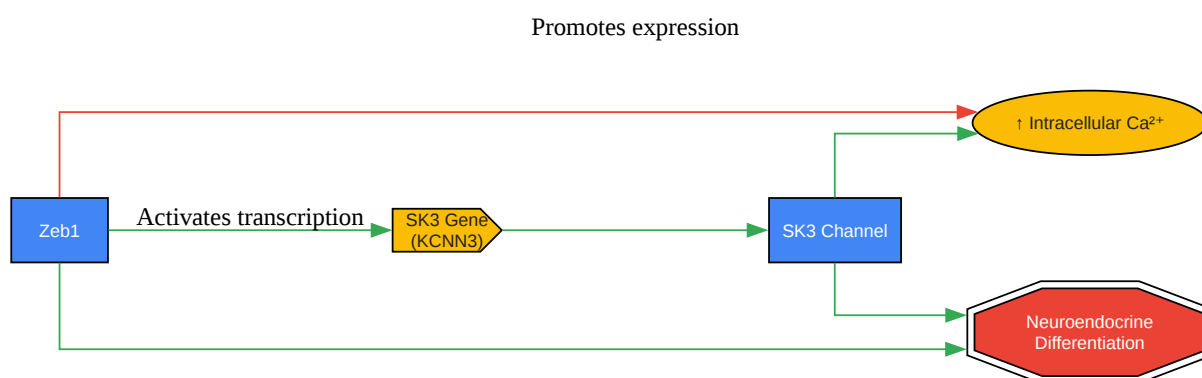 Promotes expression
↑ Intracellular Ca²⁺
Zeb1
Activates transcription
SK3 Gene
(KCNN3)
SK3 Channel
Neuroendocrine
Differentiation